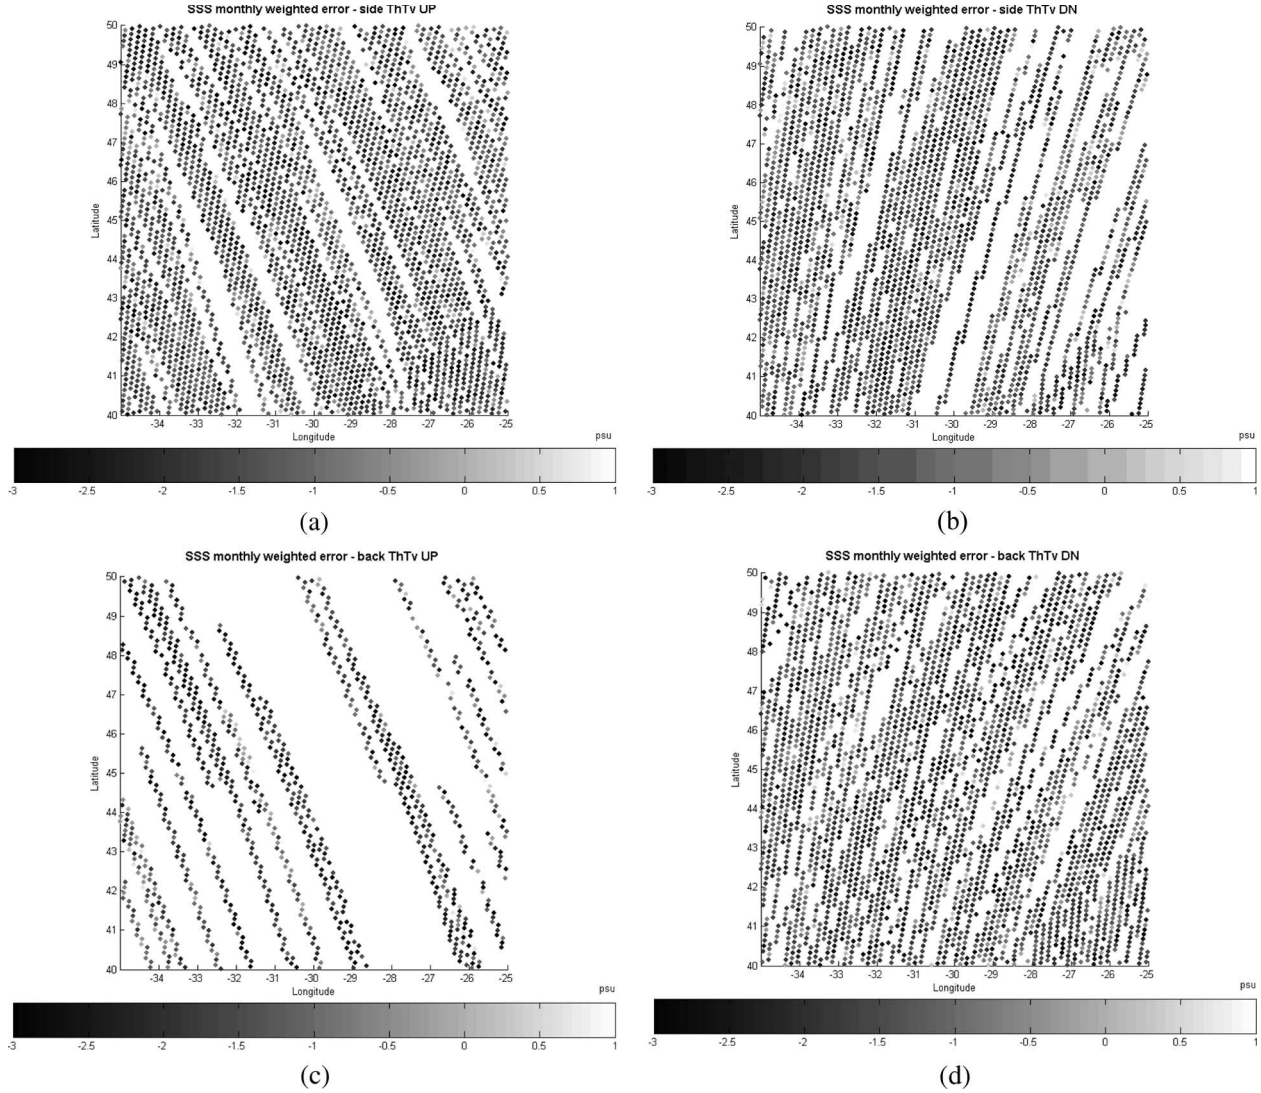 SSS monthly weighted error - side ThTv UP
50
49
48
47
46
45
44
43
42
41
40
Latitude
-34 -33 -32 -31 -30 -29 -28 -27 -26 -25
Longitude
psu
-3 -2.5 -2 -1.5 -1 -0.5 0 0.5 1
(a)
SSS monthly weighted error - side ThTv DN
50
49
48
47
46
45
44
43
42
41
40
Latitude
-34 -33 -32 -31 -30 -29 -28 -27 -26 -25
Longitude
psu
-3 -2.5 -2 -1.5 -1 -0.5 0 0.5 1
(b)
SSS monthly weighted error - back ThTv UP
50
49
48
47
46
45
44
43
42
41
40
Latitude
-34 -33 -32 -31 -30 -29 -28 -27 -26 -25
Longitude
psu
-3 -2.5 -2 -1.5 -1 -0.5 0 0.5 1
(c)
SSS monthly weighted error - back ThTv DN
50
49
48
47
46
45
44
43
42
41
40
Latitude
-34 -33 -32 -31 -30 -29 -28 -27 -26 -25
Longitude
psu
-3 -2.5 -2 -1.5 -1 -0.5 0 0.5 1
(d)